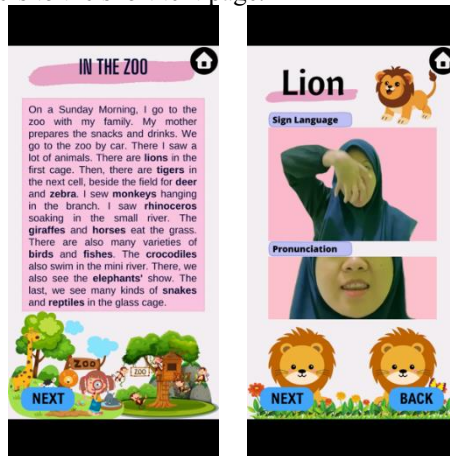 IN THE ZOO
On a Sunday Morning, I go to the
zoo with my family. My mother
prepares the snacks and drinks. We
go to the zoo by car. There I saw a
lot of animals. There are lions in the
first cage. Then, there are tigers in
the next cell, beside the field for deer
and zebra. I sew monkeys hanging
in the branch. I saw rhinoceros
soaking in the small river. The
giraffes and horses eat the grass.
There are also many varieties of
birds and fishes. The crocodiles
also swim in the mini river. There, we
also see the elephants' show. The
last, we see many kinds of snakes
and reptiles in the glass cage.
ZOO
ZOO
NEXT
Lion
Sign Language
Pronunciation
NEXT
BACK